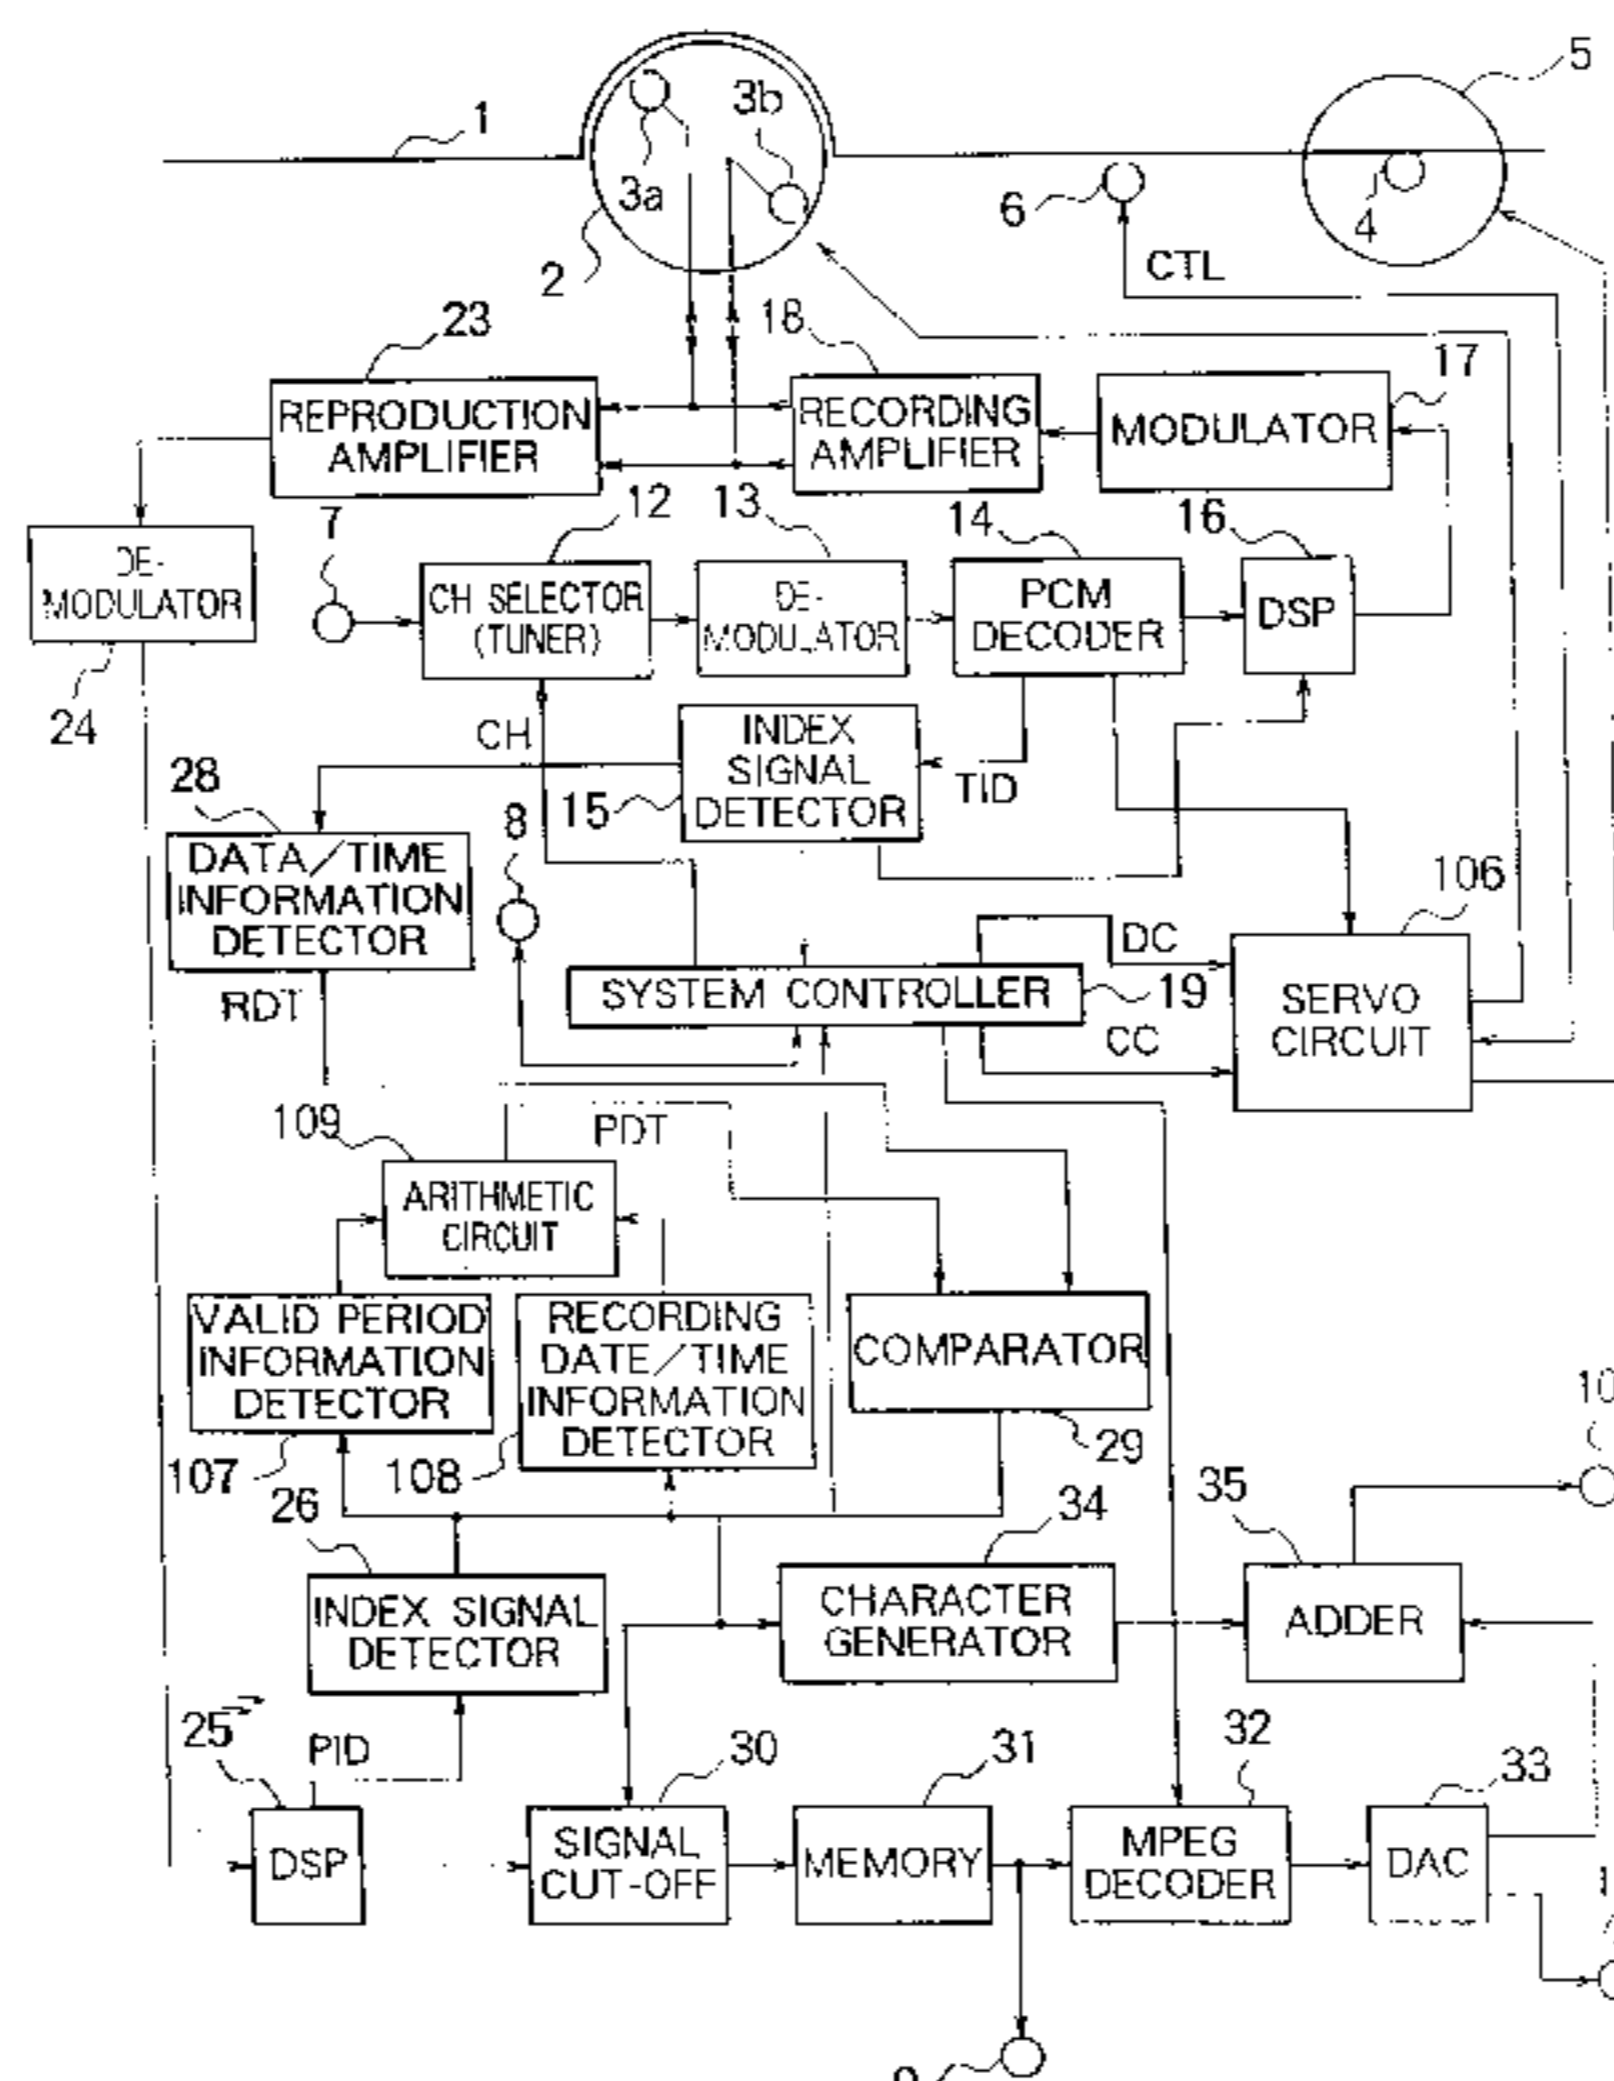 5
1
3b
3a
6
4
2
CTL
23
18
17
REPRODUCTION
AMPLIFIER
RECORDING
AMPLIFIER
MODULATOR
12
13
14
16
7
DE-
MODULATOR
CH SELECTOR
(TUNER)
DE-
MODULATOR
PCM
DECODER
DSP
24
CH
INDEX
SIGNAL
DETECTOR
TID
28
8
15
DATA/TIME
INFORMATION
DETECTOR
106
DC
RDT
SYSTEM CONTROLLER
19
SERVO
CIRCUIT
CC
109
PDT
ARITHMETIC
CIRCUIT
VALID PERIOD
INFORMATION
DETECTOR
RECORDING
DATE/TIME
INFORMATION
DETECTOR
COMPARATOR
10
29
107
108
26
34
35
INDEX SIGNAL
DETECTOR
CHARACTER
GENERATOR
ADDER
25
PID
30
31
32
33
DSP
SIGNAL
CUT-OFF
MEMORY
MPEG
DECODER
DAC